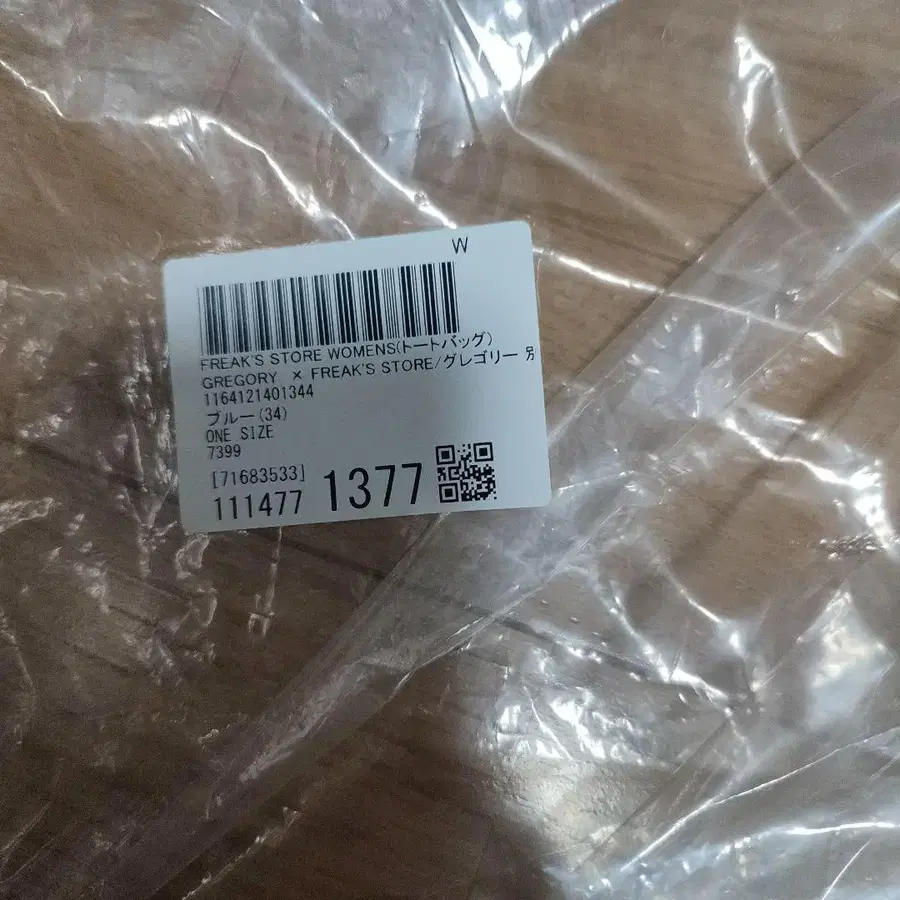 W
FREAK'S STORE WOMENS(トートバッグ)
GREGORY × FREAK'S STORE/グレゴリー 別
1164121401344
ブルー(34)
ONE SIZE
7399
[71683533]
111477 1377